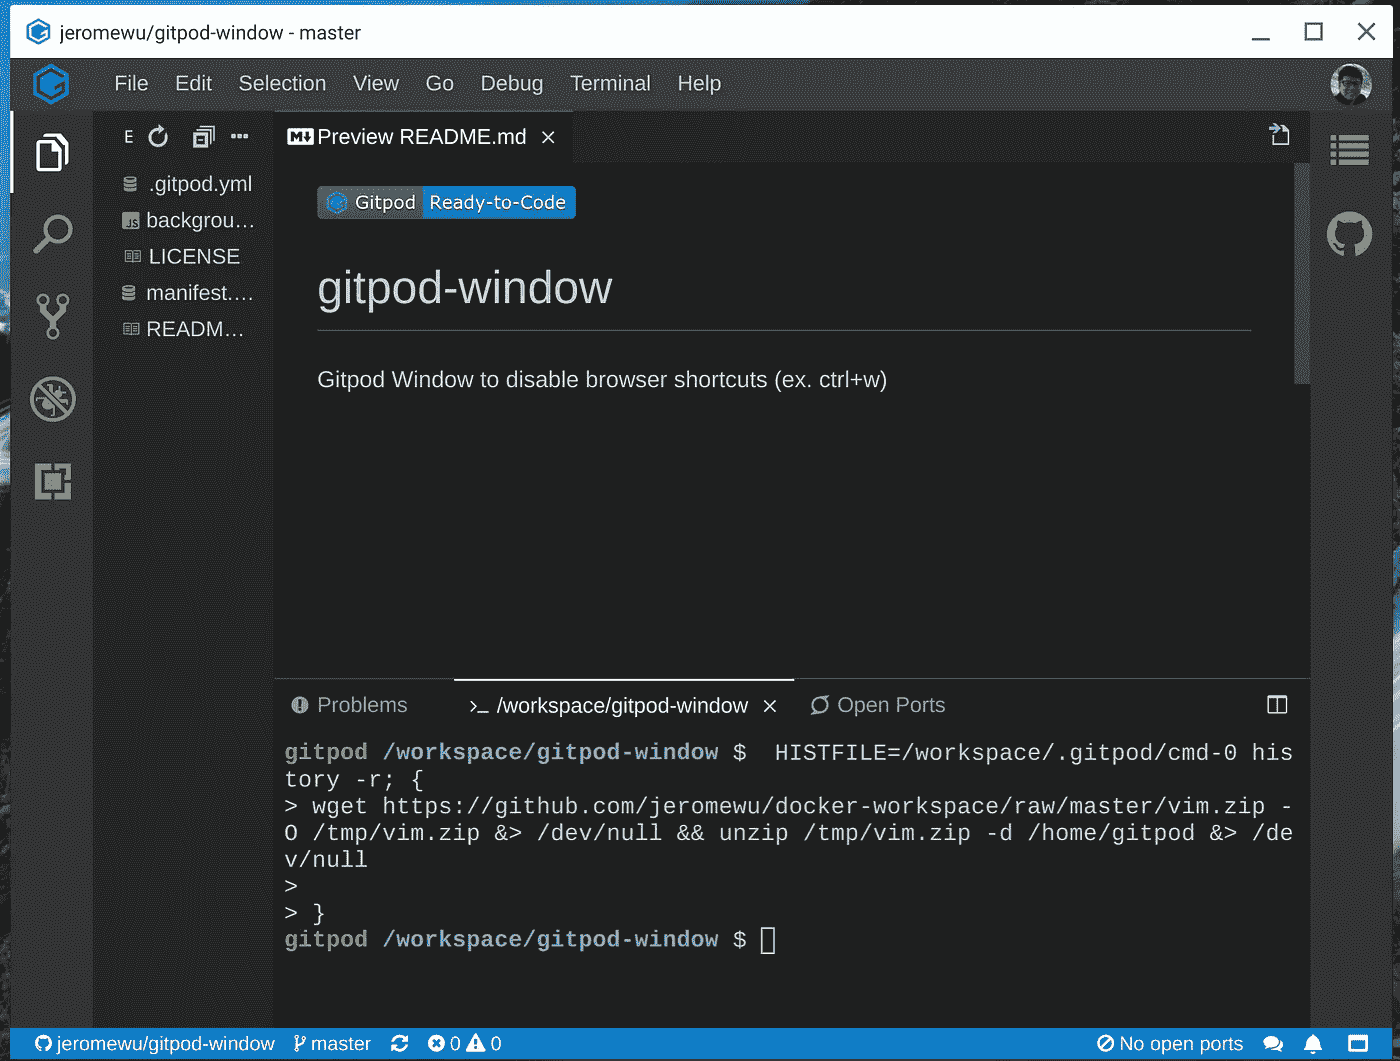 jeromewu/gitpod-window - master
File Edit Selection View Go Debug Terminal Help
E
Preview README.md
.gitpod.yml
backgrou...
LICENSE
manifest....
READM...
Gitpod Ready-to-Code
gitpod-window
Gitpod Window to disable browser shortcuts (ex. ctrl+w)
Problems
>_ /workspace/gitpod-window
Open Ports
gitpod /workspace/gitpod-window $  HISTFILE=/workspace/.gitpod/cmd-0 his
tory -r; {
> wget https://github.com/jeromewu/docker-workspace/raw/master/vim.zip -
O /tmp/vim.zip &> /dev/null && unzip /tmp/vim.zip -d /home/gitpod &> /de
v/null
>
> }
gitpod /workspace/gitpod-window $
jeromewu/gitpod-window master 0 0 No open ports